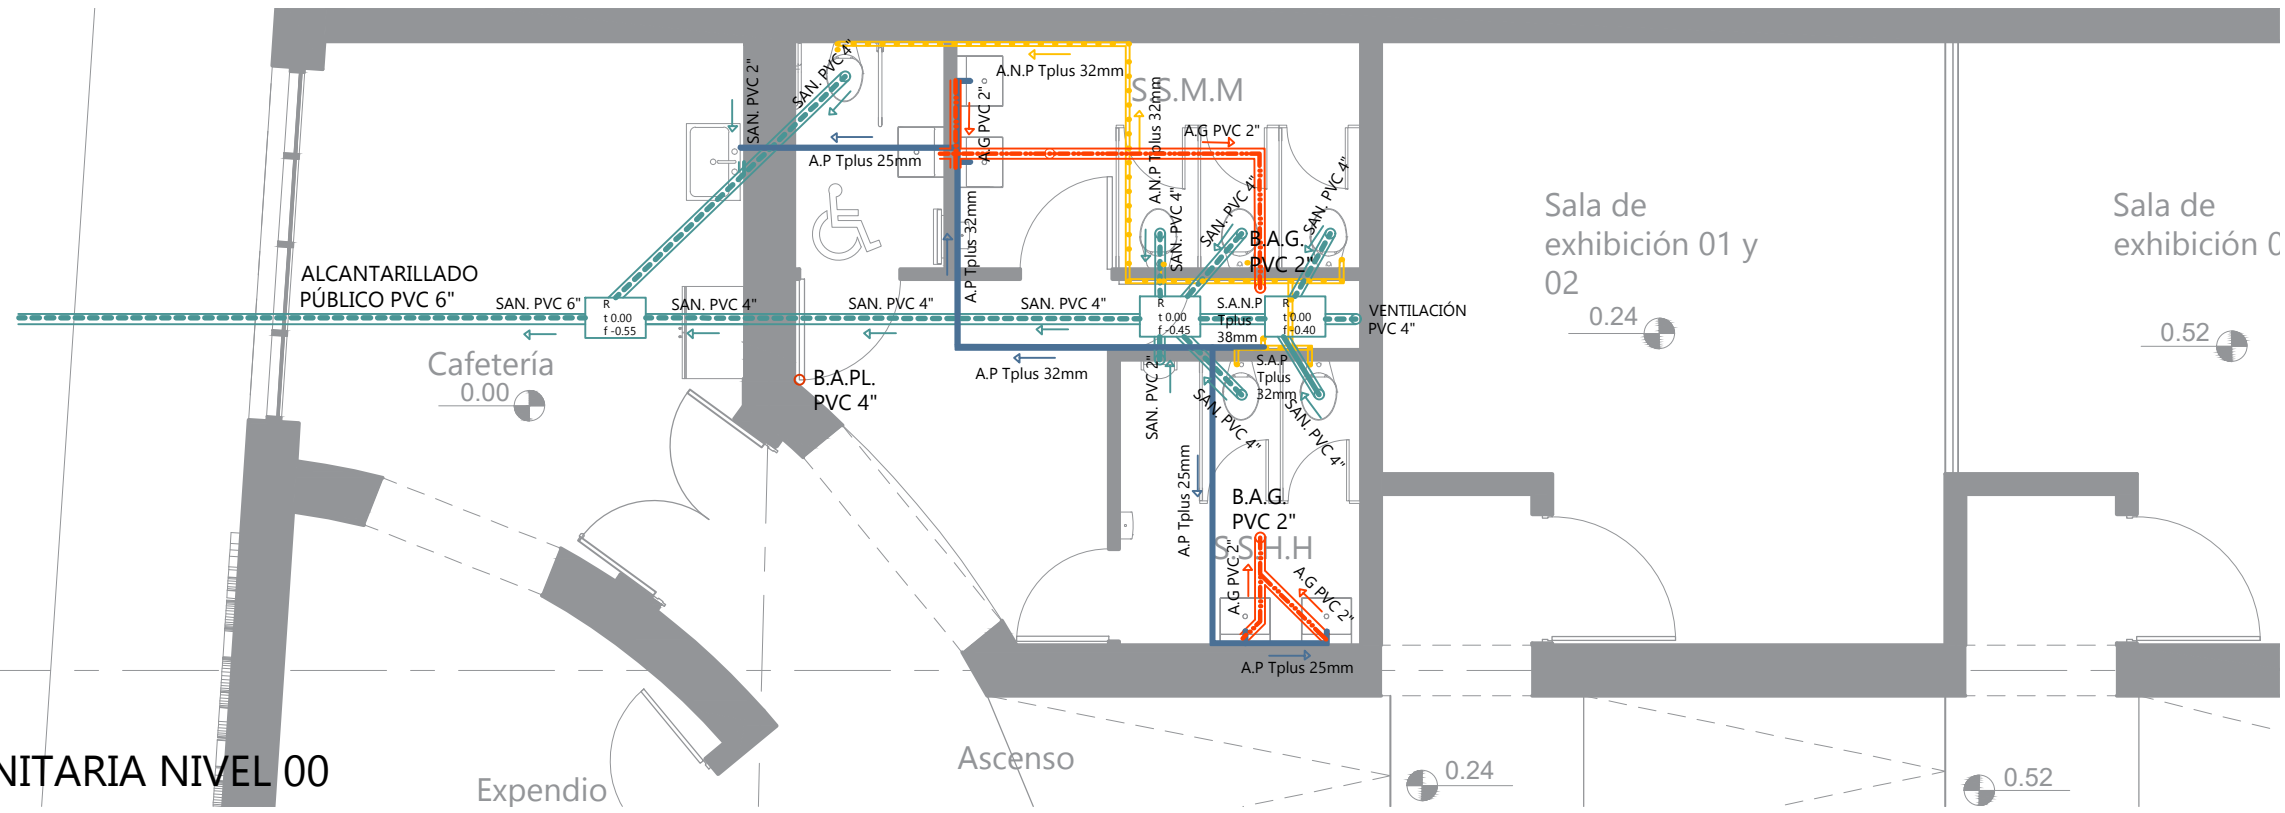 SAN. PVC 2"
SAN. PVC 4"
A.N.P Tplus 32mm
S.S.M.M
A.G PVC 2"
A.N.P Tplus 32mm
A.G PVC 2"
A.P Tplus 25mm
A.P Tplus 32mm
SAN. PVC 4"
SAN. PVC 4"
SAN. PVC 4"
B.A.G.
PVC 2"
Sala de
exhibición 01 y
02
0.24
Sala de
exhibición 0
0.52
ALCANTARILLADO
PÚBLICO PVC 6"
SAN. PVC 6"
R
t 0.00
f -0.55
SAN. PVC 4"
SAN. PVC 4"
SAN. PVC 4"
R
t 0.00
f -0.45
S.A.N.P
Tplus
38mm
R
t 0.00
f -0.40
VENTILACIÓN
PVC 4"
Cafetería
0.00
B.A.PL.
PVC 4"
A.P Tplus 32mm
SAN. PVC 2"
S.A.P
Tplus
32mm
SAN. PVC 4"
SAN. PVC 4"
A.P Tplus 25mm
B.A.G.
PVC 2"
S.S.H.H
A.G PVC 2"
A.G PVC 2"
A.P Tplus 25mm
NITARIA NIVEL 00
Expendio
Ascenso
0.24
0.52